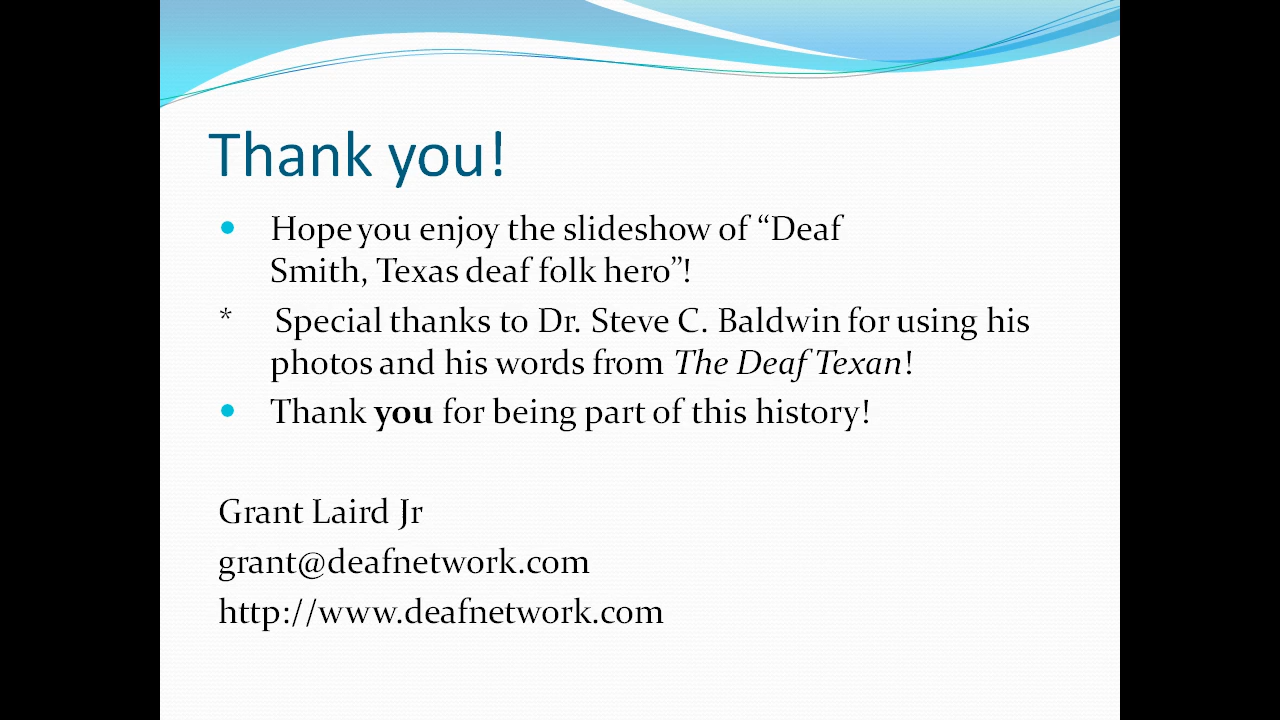 Thank you!
• Hope you enjoy the slideshow of “Deaf
Smith, Texas deaf folk hero”!
* Special thanks to Dr. Steve C. Baldwin for using his
photos and his words from The Deaf Texan!
• Thank you for being part of this history!
Grant Laird Jr
grant@deafnetwork.com
http://www.deafnetwork.com